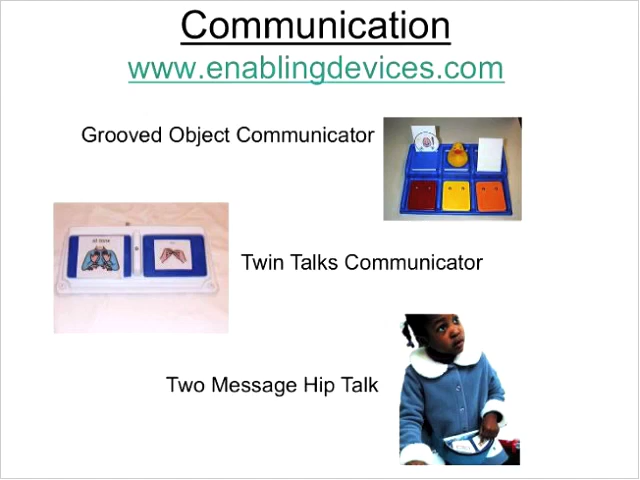 Communication
www.enablingdevices.com
Grooved Object Communicator
Twin Talks Communicator
Two Message Hip Talk